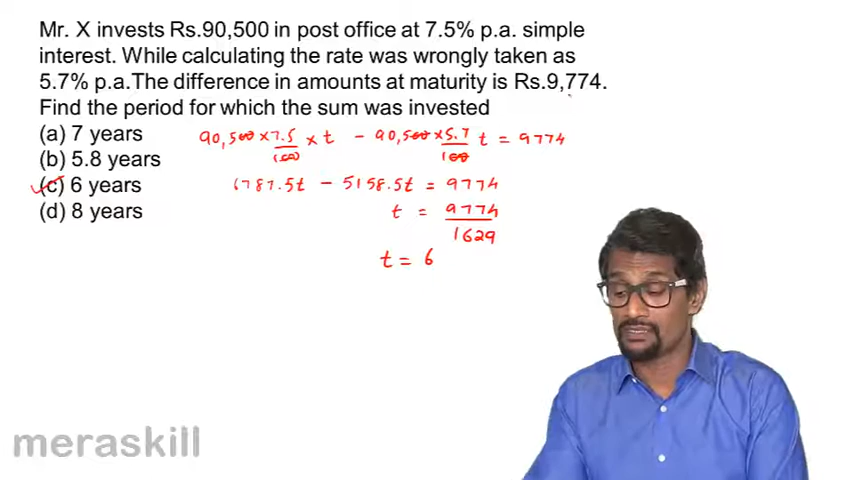 Mr. X invests Rs.90,500 in post office at 7.5% p.a. simple
interest. While calculating the rate was wrongly taken as
5.7% p.a.The difference in amounts at maturity is Rs.9,774.
Find the period for which the sum was invested
(a) 7 years
(b) 5.8 years
(c) 6 years
(d) 8 years
90,500 × 7.5/100 × t - 90,500 × 5.7/100 t = 9774
6787.5t - 5158.5t = 9774
t = 9774/1629
t = 6
meraskill